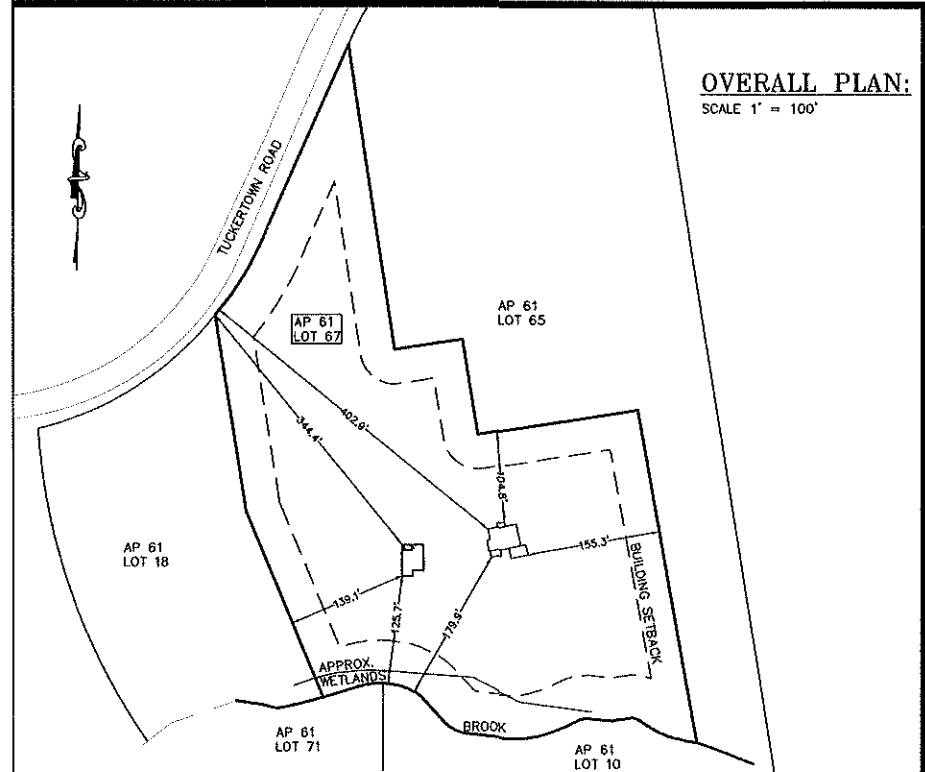 OVERALL PLAN:
SCALE 1" = 100'
TUCKERTOWN ROAD
AP 61
LOT 65
AP 61
LOT 67
402.9'
344.4'
104.8'
155.3'
BUILDING SETBACK
AP 61
LOT 18
139.1'
125.7'
179.9'
APPROX.
WETLANDS
BROOK
AP 61
LOT 71
AP 61
LOT 10